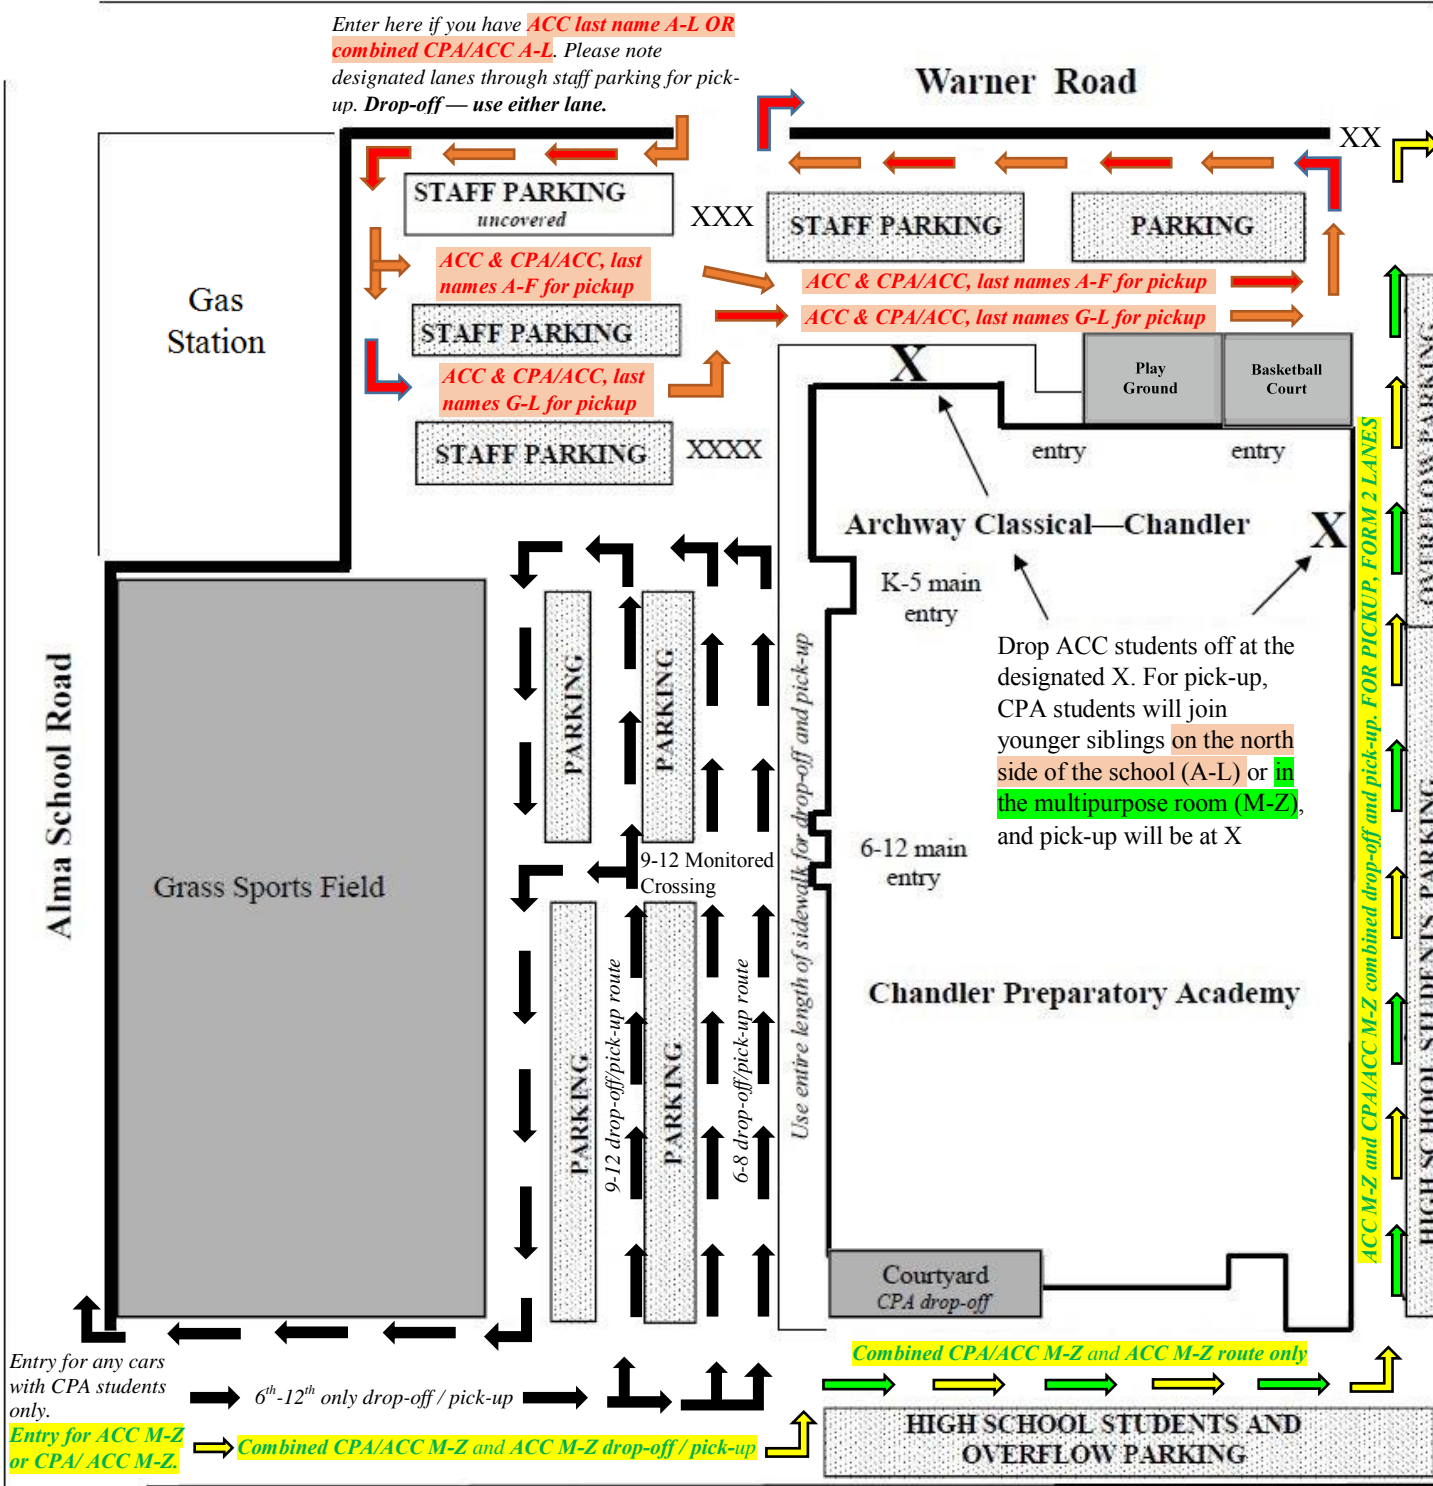 Enter here if you have ACC last name A-L OR
combined CPA/ACC A-L. Please note
designated lanes through staff parking for pick-
up. Drop-off — use either lane.
Warner Road
XX
STAFF PARKING
uncovered
XXX
STAFF PARKING
PARKING
ACC & CPA/ACC, last
names A-F for pickup
ACC & CPA/ACC, last names A-F for pickup
Gas
Station
STAFF PARKING
ACC & CPA/ACC, last names G-L for pickup
ACC & CPA/ACC, last
names G-L for pickup
X
Play
Ground
Basketball
Court
STAFF PARKING
XXXX
entry
entry
Archway Classical—Chandler
X
K-5 main
entry
Drop ACC students off at the
designated X. For pick-up,
CPA students will join
younger siblings on the north
side of the school (A-L) or in
the multipurpose room (M-Z),
and pick-up will be at X
Alma School Road
Grass Sports Field
PARKING
PARKING
9-12 Monitored
Crossing
6-12 main
entry
Use entire length of sidewalk for drop-off and pick-up
Chandler Preparatory Academy
PARKING
9-12 drop-off/pick-up route
PARKING
6-8 drop-off/pick-up route
ACC M-Z and CPA/ACC M-Z combined drop-off and pick-up. FOR PICKUP, FORM 2 LANES
OVERFLOW PARKING
HIGH SCHOOL STUDENTS PARKING
Courtyard
CPA drop-off
Combined CPA/ACC M-Z and ACC M-Z route only
Entry for any cars
with CPA students
only.
6th-12th only drop-off / pick-up
Entry for ACC M-Z
or CPA/ ACC M-Z.
Combined CPA/ACC M-Z and ACC M-Z drop-off / pick-up
HIGH SCHOOL STUDENTS AND
OVERFLOW PARKING